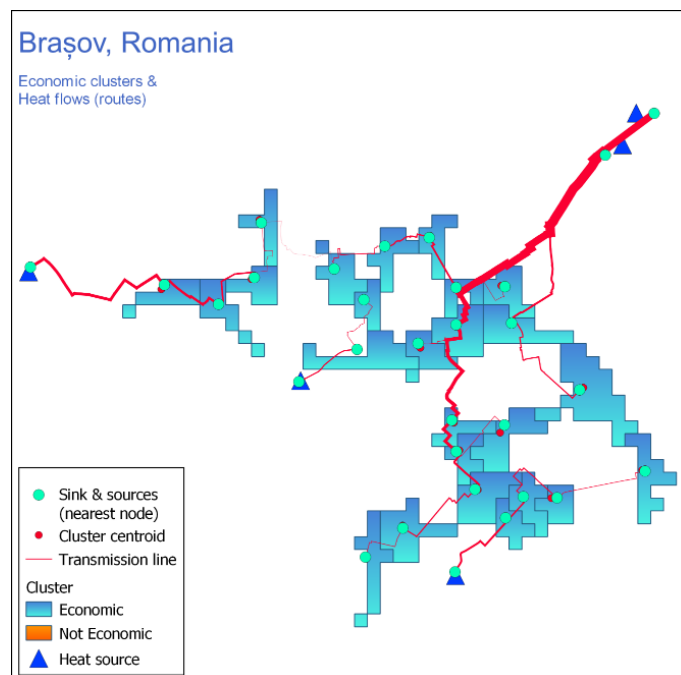 Brașov, Romania
Economic clusters &
Heat flows (routes)
Sink & sources
(nearest node)
Cluster centroid
Transmission line
Cluster
Economic
Not Economic
Heat source